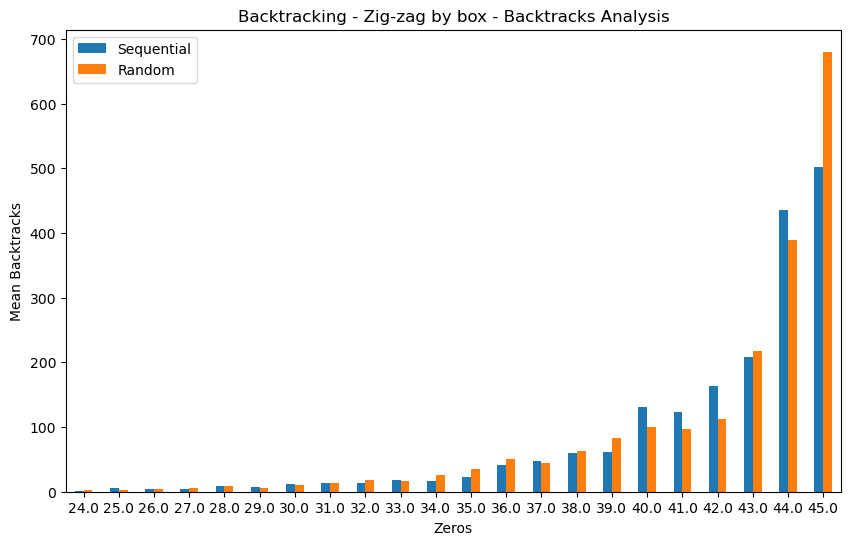 Backtracking - Zig-zag by box - Backtracks Analysis
Sequential
Random
Mean Backtracks
700
600
500
400
300
200
100
0
24.0 25.0 26.0 27.0 28.0 29.0 30.0 31.0 32.0 33.0 34.0 35.0 36.0 37.0 38.0 39.0 40.0 41.0 42.0 43.0 44.0 45.0
Zeros